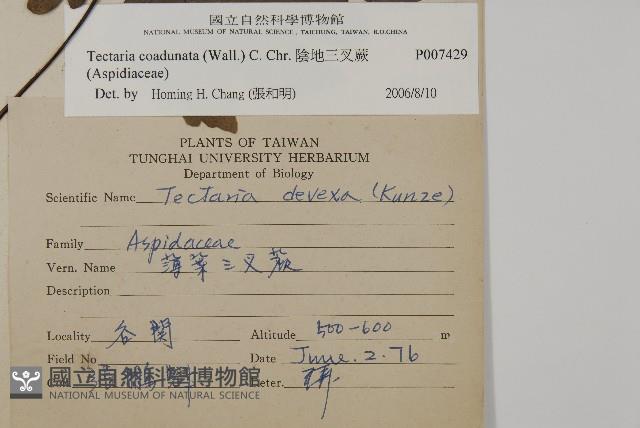 國立自然科學博物館
NATIONAL MUSEUM OF NATURAL SCIENCE, TAICHUNG, TAIWAN, R.O.CHINA
Tectaria coadunata (Wall.) C. Chr. 陰地三叉蕨 P007429
(Aspidiaceae)
Det. by Homing H. Chang (張和明) 2006/8/10
PLANTS OF TAIWAN
TUNGHAI UNIVERSITY HERBARIUM
Department of Biology
Scientific Name Tectaria devexa (Kunze)
Family Aspidaceae
Vern. Name 薄葉三叉蕨
Description
Locality 谷關 Altitude 500-600 m
Field No Date June. 2. 76
Deter.
國立自然科學博物館
NATIONAL MUSEUM OF NATURAL SCIENCE